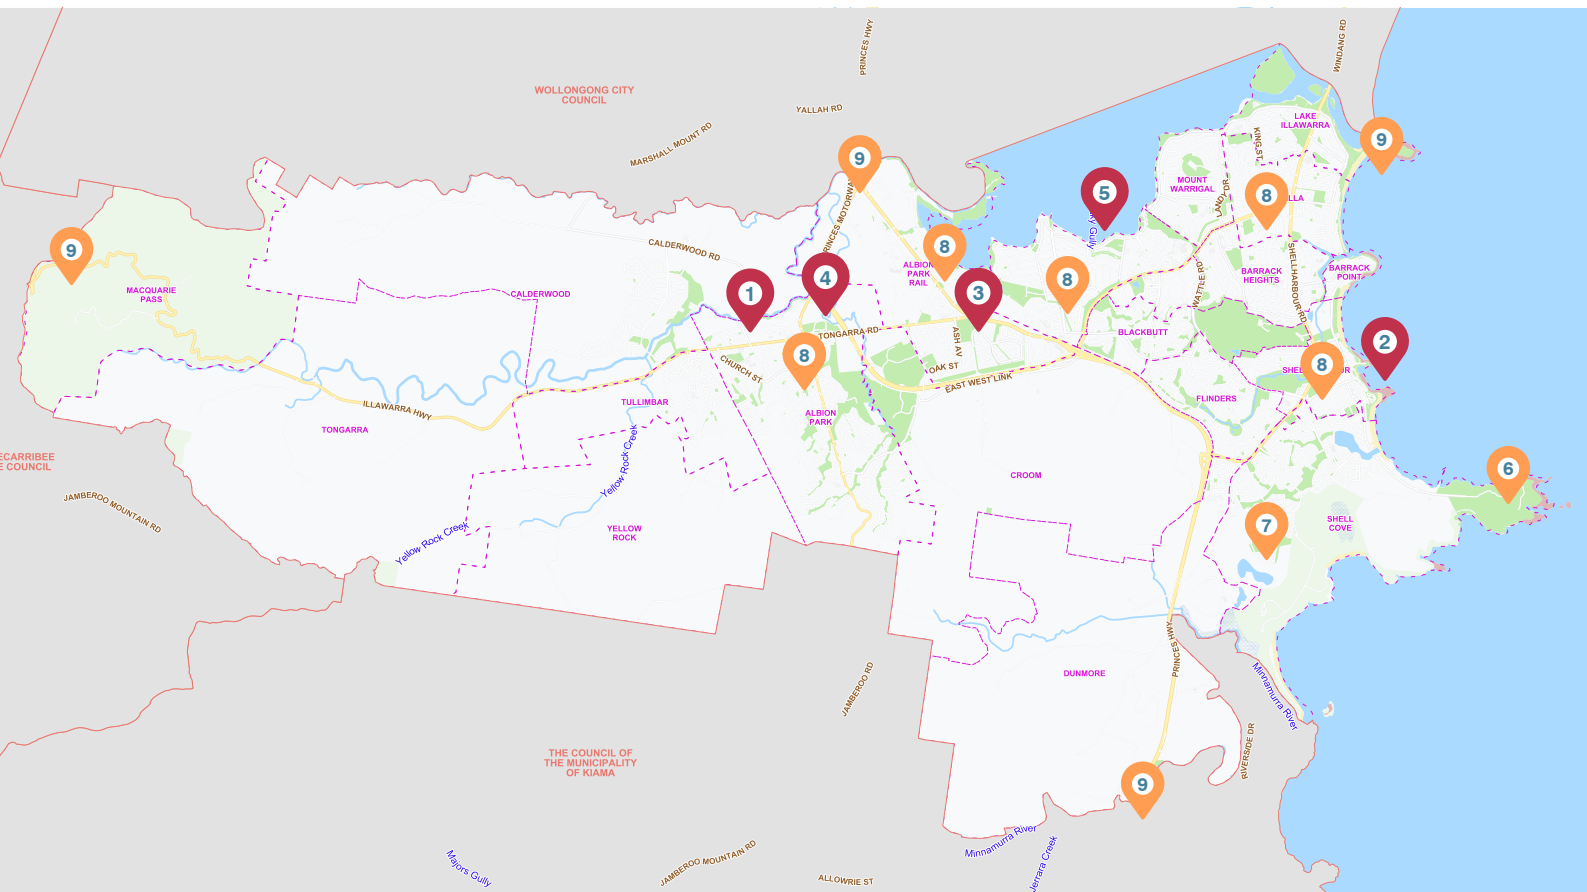 PRINCES HWY
WINDANG RD
WOLLONGONG CITY
COUNCIL
YALLAH RD
MARSHALL MOUNT RD
LAKE
ILLAWARRA
KING ST
9
9
MOUNT
WARRIGAL
LANDY DR
5
8
LLA
y Gully
PRINCES MOTORWA
CALDERWOOD RD
9
8
ALBION
PARK
RAIL
8
BARRACK
HEIGHTS
BARRACK
POINT
SHELLHARBOUR RD
WATTLE RD
MACQUARIE
PASS
CALDERWOOD
1
4
3
TONGARRA RD
ASH AV
BLACKBUTT
2
8
CHURCH ST
OAK ST
EAST WEST LINK
8
FLINDERS
ILLAWARRA HWY
TONGARRA
TULLIMBAR
ALBION
PARK
ECARRIBEE
E COUNCIL
Yellow Rock Creek
CROOM
6
JAMBEROO MOUNTAIN RD
Yellow Rock Creek
YELLOW
ROCK
7
SHELL
COVE
DUNMORE
PRINCES HWY
Minnamurra River
JAMBEROO RD
RIVERSIDE DR
THE COUNCIL OF
THE MUNICIPALITY
OF KIAMA
9
Minnamurra River
Jerrara Creek
Majors Gully
JAMBEROO MOUNTAIN RD
ALLOWRIE ST